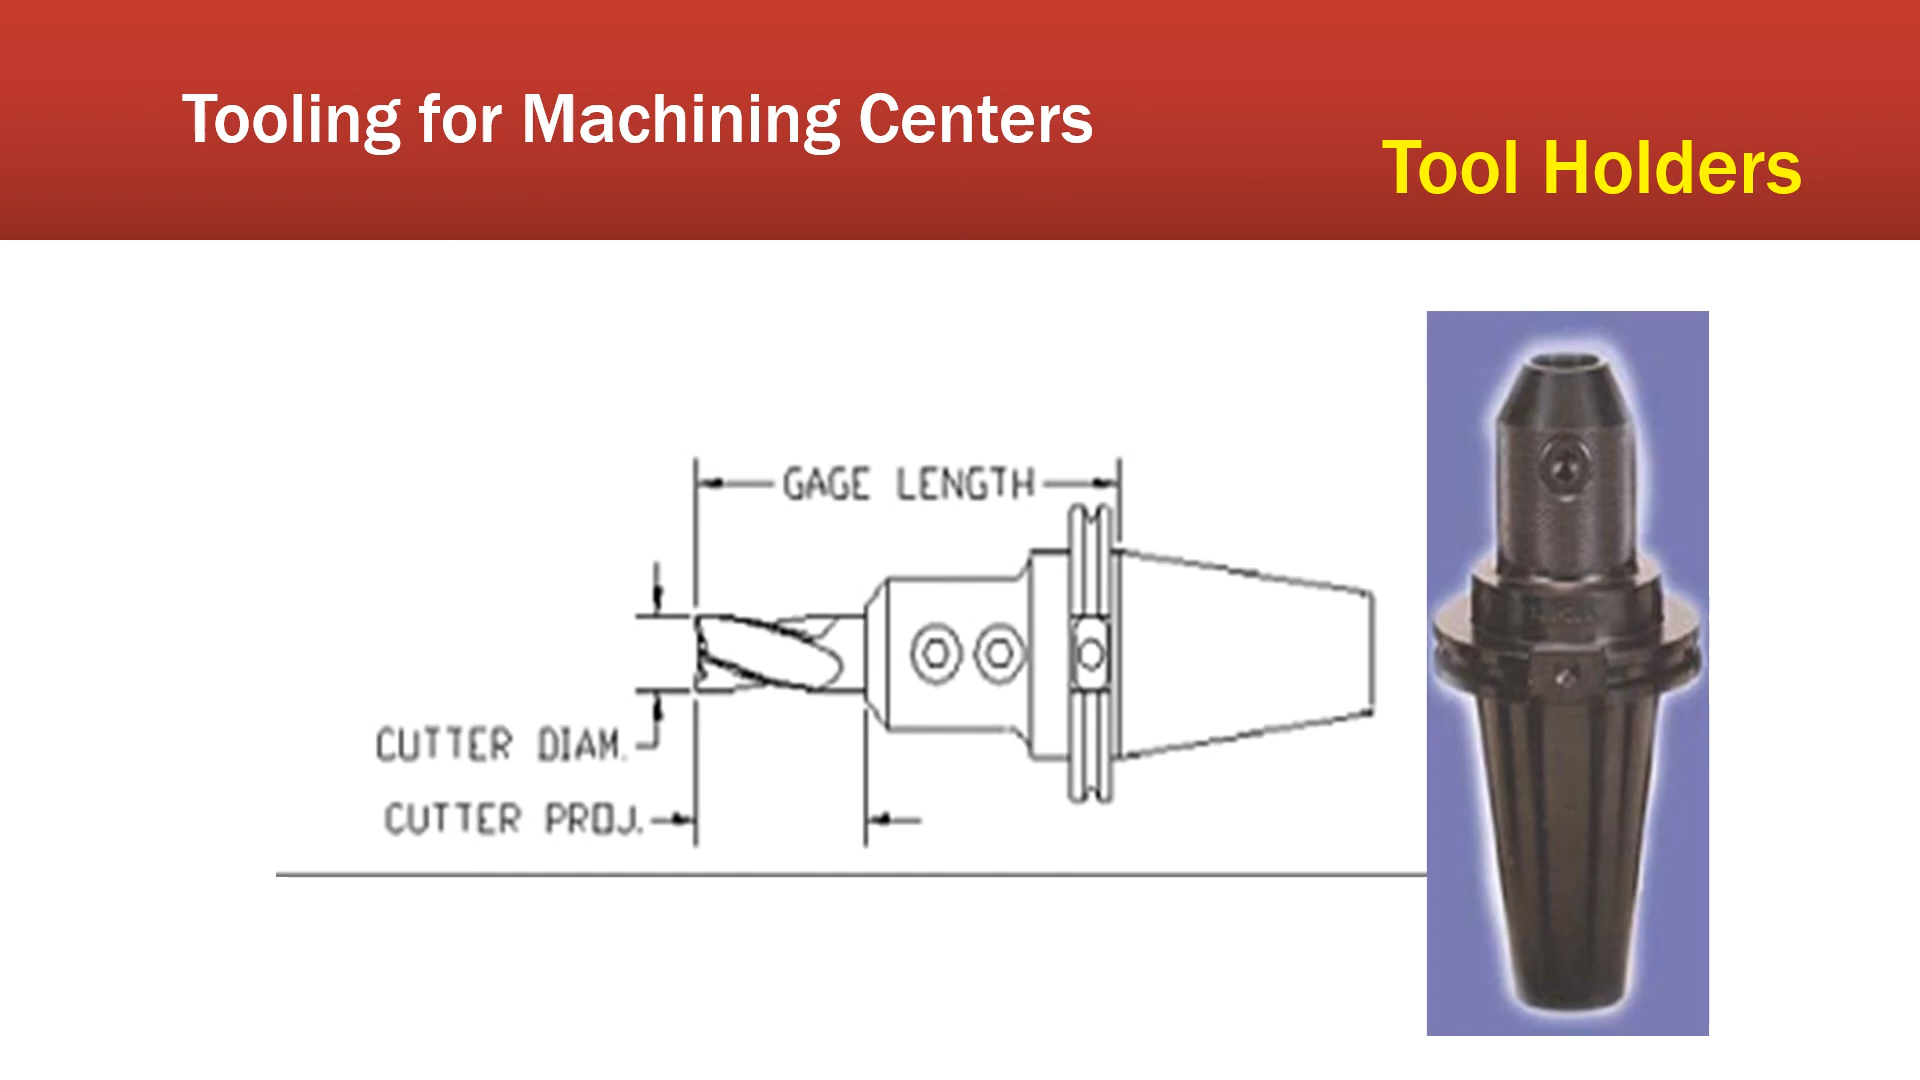 Tooling for Machining Centers
Tool Holders
GAGE LENGTH
CUTTER DIAM.
CUTTER PROJ.